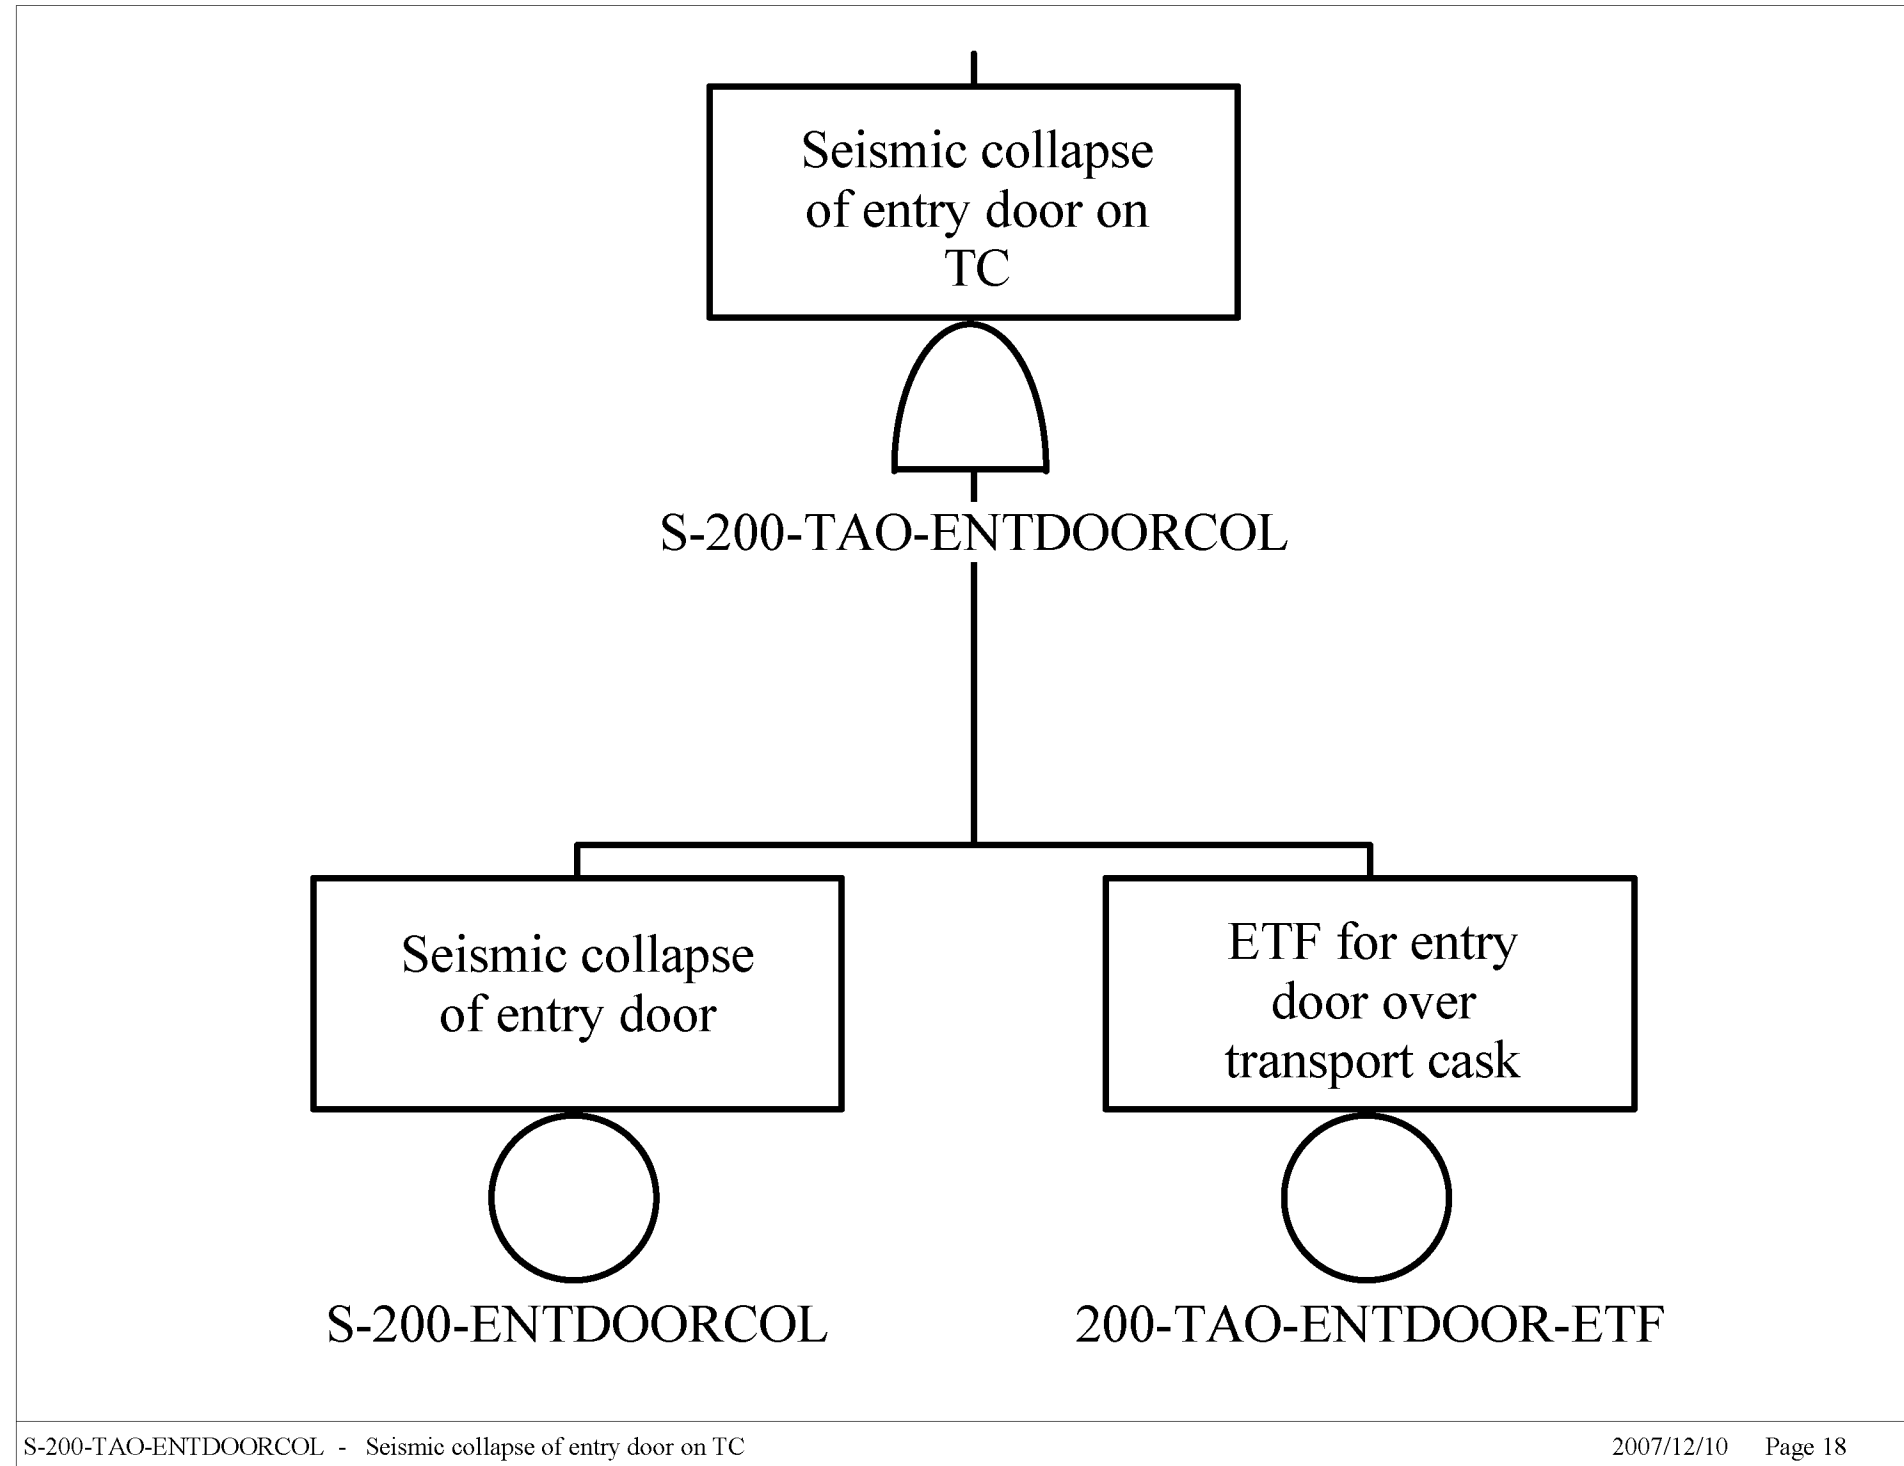 Seismic collapse
of entry door on
TC
S-200-TAO-ENTDOORCOL
Seismic collapse
of entry door
S-200-ENTDOORCOL
ETF for entry
door over
transport cask
200-TAO-ENTDOOR-ETF
S-200-TAO-ENTDOORCOL - Seismic collapse of entry door on TC
2007/12/10 Page 18